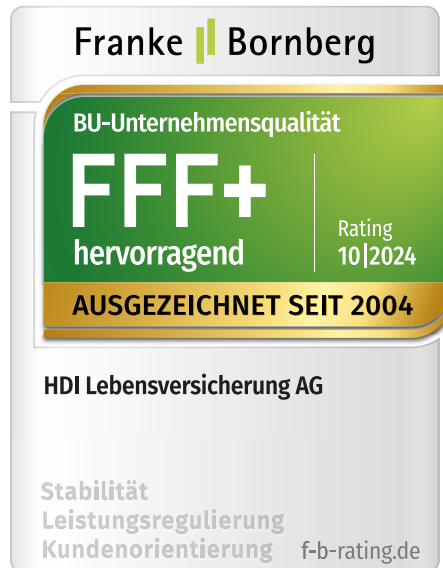 Franke Bornberg
BU-Unternehmensqualität
FFF+
hervorragend
Rating
10|2024
AUSGEZEICHNET SEIT 2004
HDI Lebensversicherung AG
Stabilität
Leistungsregulierung
Kundenorientierung
f-b-rating.de